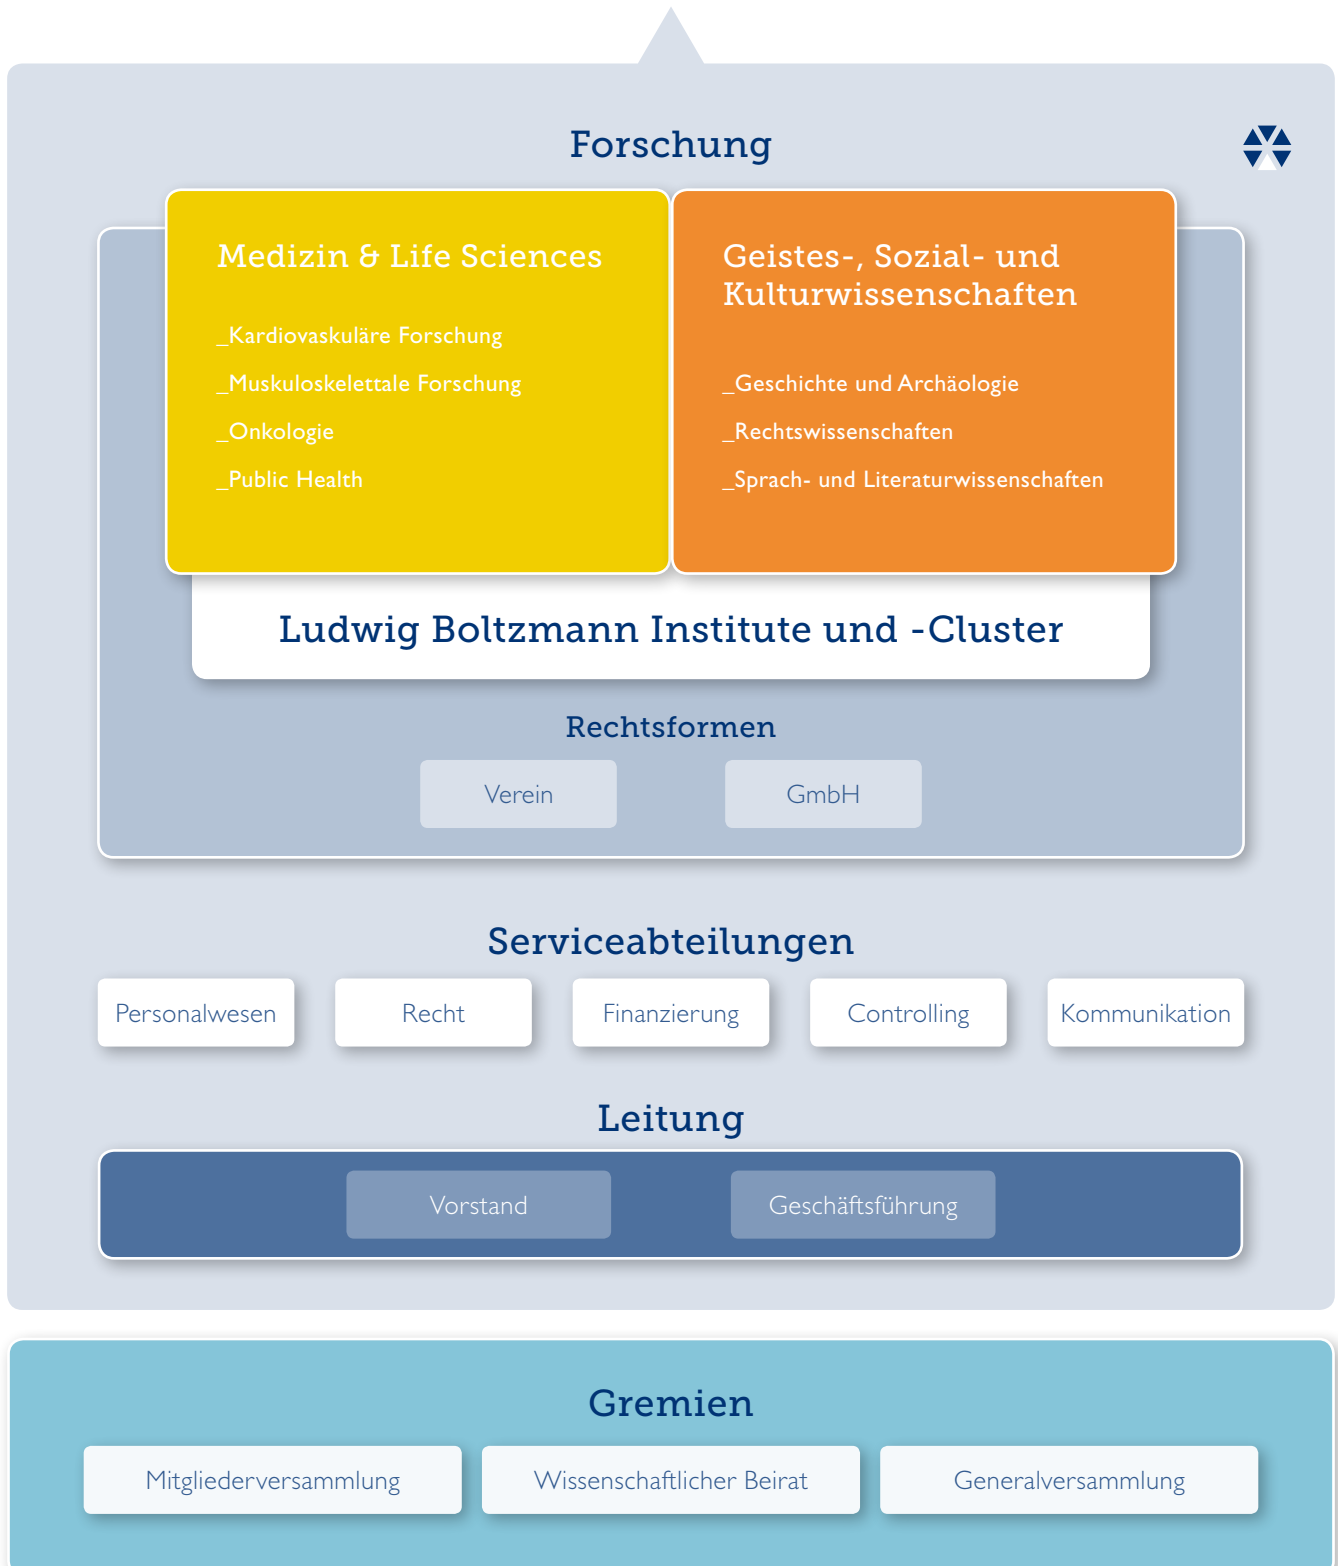 Forschung
Medizin & Life Sciences
_Kardiovaskuläre Forschung
_Muskuloskelettale Forschung
_Onkologie
_Public Health
Geistes-, Sozial- und
Kulturwissenschaften
_Geschichte und Archäologie
_Rechtswissenschaften
_Sprach- und Literaturwissenschaften
Ludwig Boltzmann Institute und -Cluster
Rechtsformen
Verein
GmbH
Serviceabteilungen
Personalwesen
Recht
Finanzierung
Controlling
Kommunikation
Leitung
Vorstand
Geschäftsführung
Gremien
Mitgliederversammlung
Wissenschaftlicher Beirat
Generalversammlung